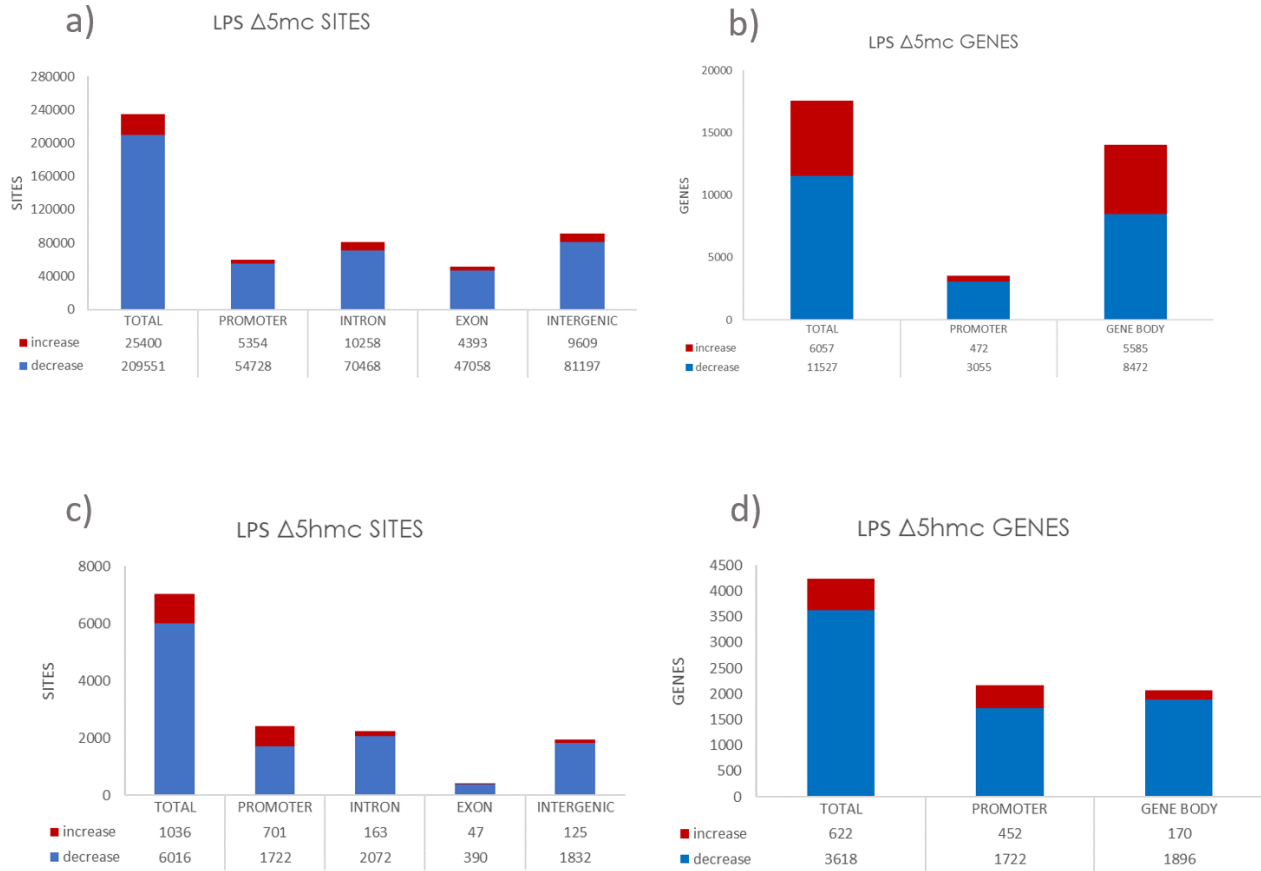 a)
LPS Δ5mc SITES
280000
240000
200000
160000
120000
80000
40000
0
SITES
TOTAL PROMOTER INTRON EXON INTERGENIC
increase 25400 5354 10258 4393 9609
decrease 209551 54728 70468 47058 81197
b)
LPS Δ5mc GENES
20000
15000
10000
5000
0
GENES
TOTAL PROMOTER GENE BODY
increase 6057 472 5585
decrease 11527 3055 8472
c)
LPS Δ5hmc SITES
8000
6000
4000
2000
0
SITES
TOTAL PROMOTER INTRON EXON INTERGENIC
increase 1036 701 163 47 125
decrease 6016 1722 2072 390 1832
d)
LPS Δ5hmc GENES
4500
4000
3500
3000
2500
2000
1500
1000
500
0
GENES
TOTAL PROMOTER GENE BODY
increase 622 452 170
decrease 3618 1722 1896